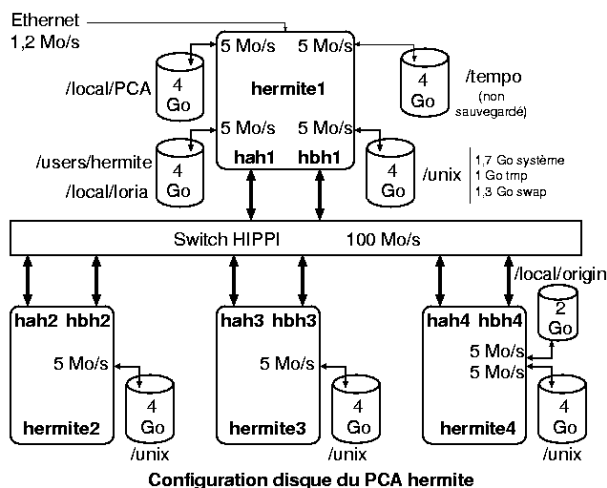 Ethernet
1,2 Mo/s
5 Mo/s 5 Mo/s
/local/PCA
4
Go
hermite1
4
Go
/tempo
(non
sauvegardé)
5 Mo/s 5 Mo/s
/users/hermite
/local/loria
4
Go
hah1 hbh1
4
Go
/unix
1,7 Go système
1 Go tmp
1,3 Go swap
Switch HIPPI 100 Mo/s
/local/origin
hah2 hbh2
hah3 hbh3
hah4 hbh4
2
Go
5 Mo/s
5 Mo/s
5 Mo/s
5 Mo/s
4
Go
4
Go
4
Go
hermite2
hermite3
hermite4
/unix
/unix
/unix
Configuration disque du PCA hermite